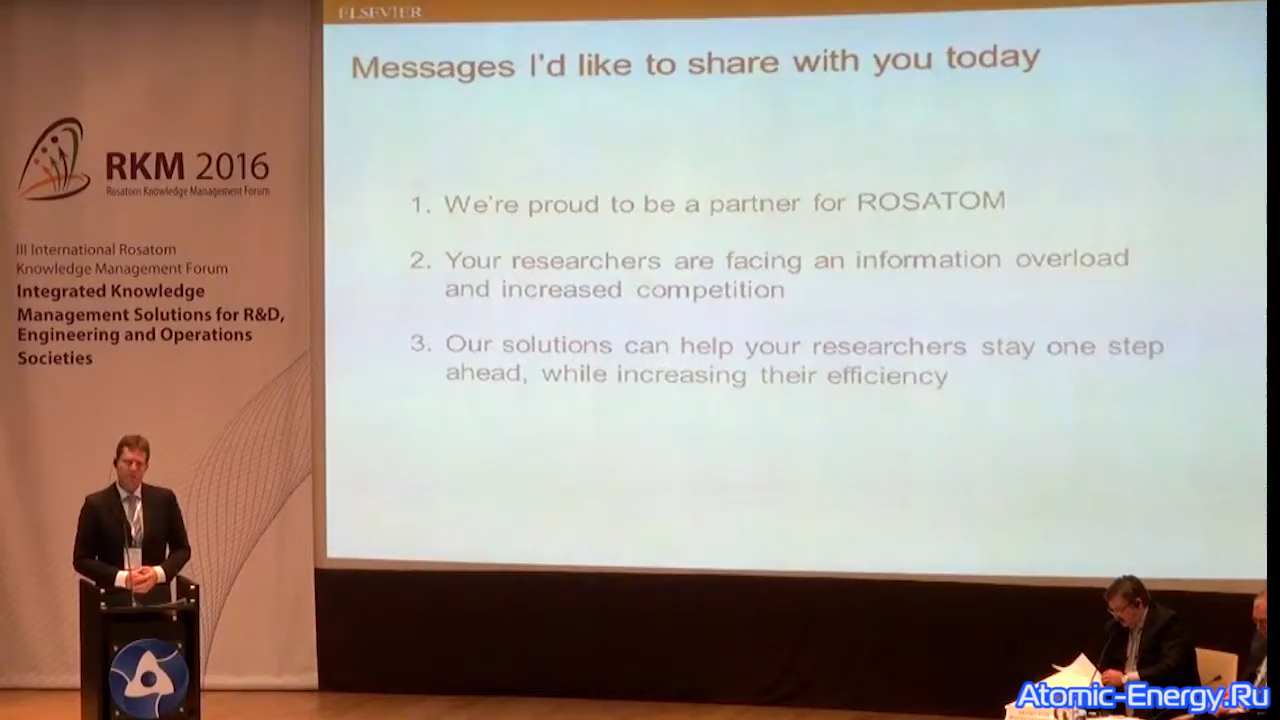 ELSEVIER
Messages I'd like to share with you today
1. We're proud to be a partner for ROSATOM
2. Your researchers are facing an information overload
and increased competition
3. Our solutions can help your researchers stay one step
ahead, while increasing their efficiency
RKM 2016
Rosatom Knowledge Management Forum
III International Rosatom
Knowledge Management Forum
Integrated Knowledge
Management Solutions for R&D,
Engineering and Operations
Societies
Atomic-Energy.Ru